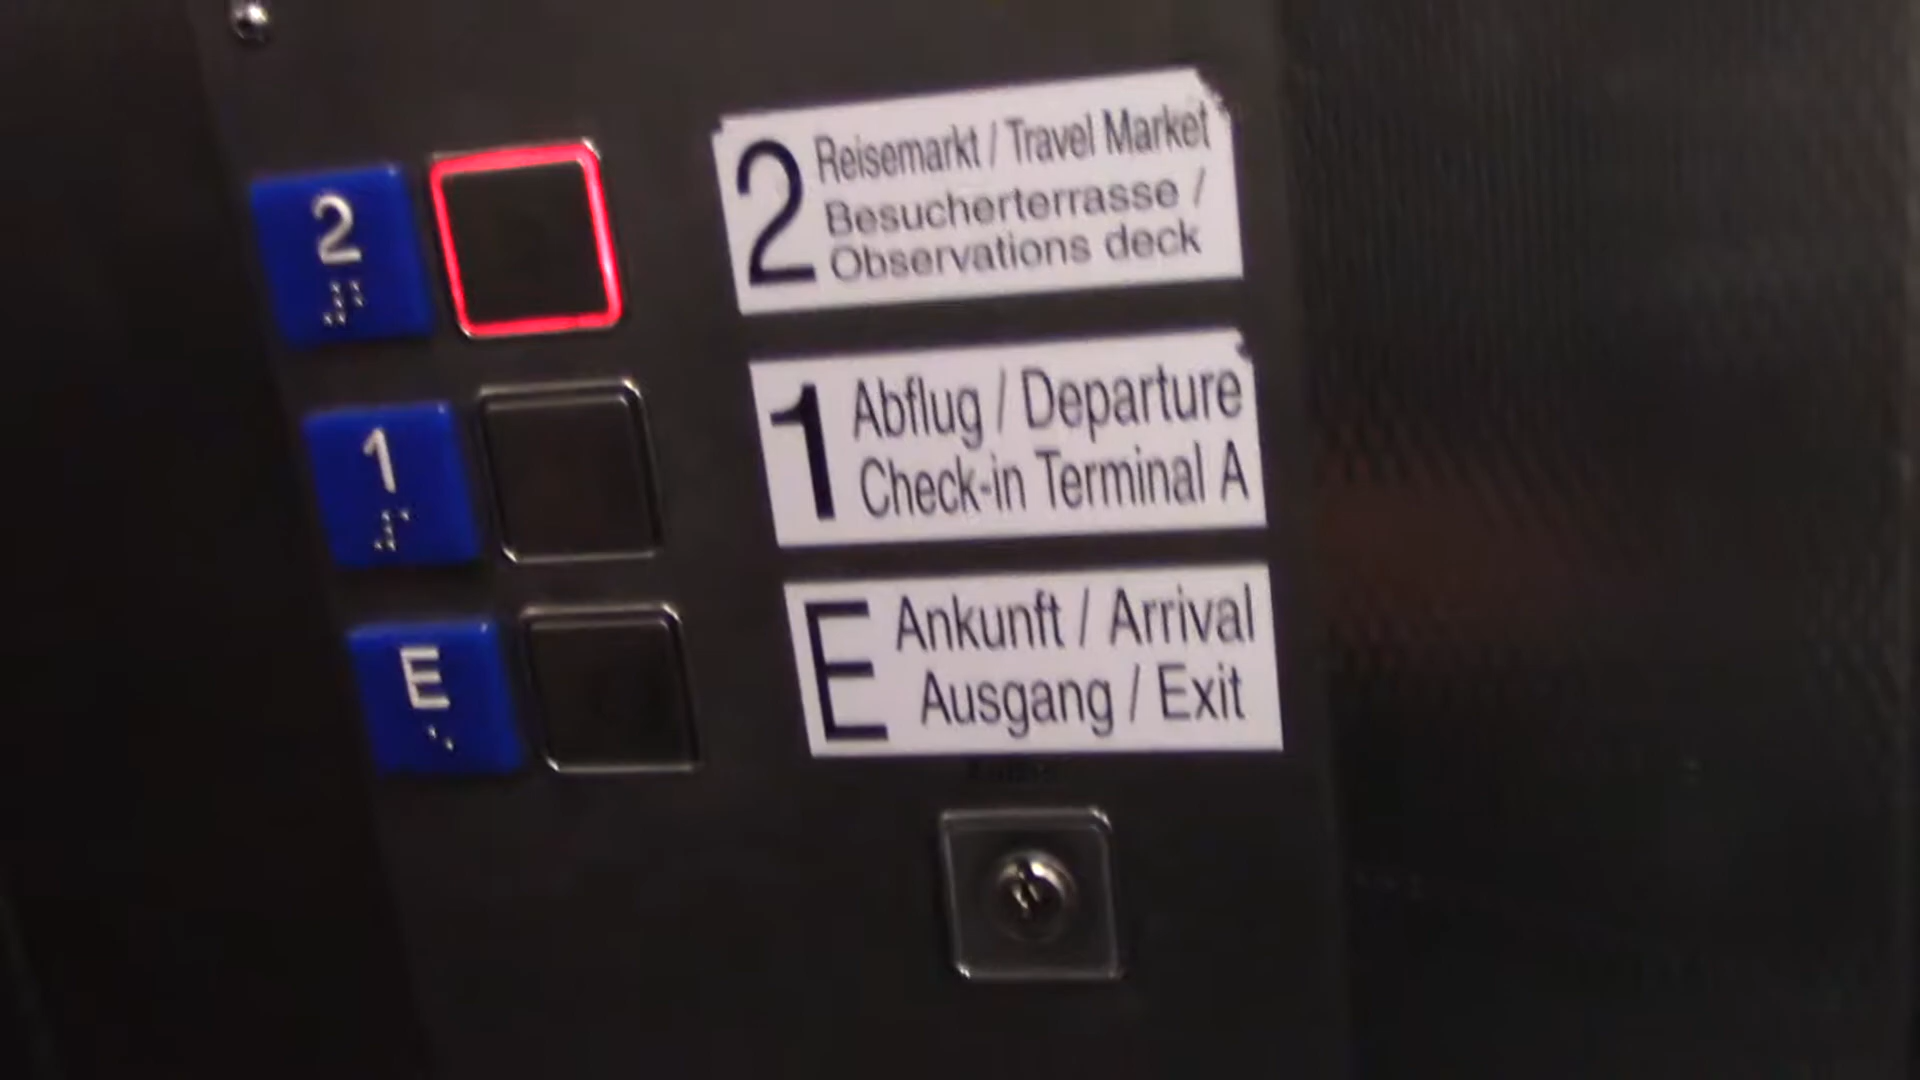 2
2 Reisemarkt / Travel Market
Besucherterrasse /
Observations deck
1
1 Abflug / Departure
Check-in Terminal A
E
E Ankunft / Arrival
Ausgang / Exit